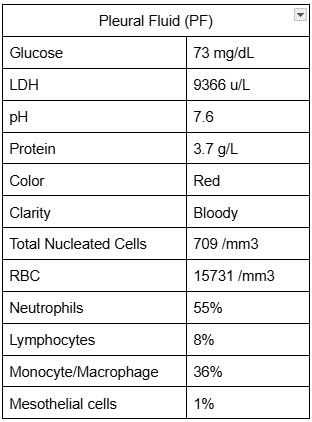 Pleural Fluid (PF)
Glucose 73 mg/dL
LDH 9366 u/L
pH 7.6
Protein 3.7 g/L
Color Red
Clarity Bloody
Total Nucleated Cells 709 /mm3
RBC 15731 /mm3
Neutrophils 55%
Lymphocytes 8%
Monocyte/Macrophage 36%
Mesothelial cells 1%